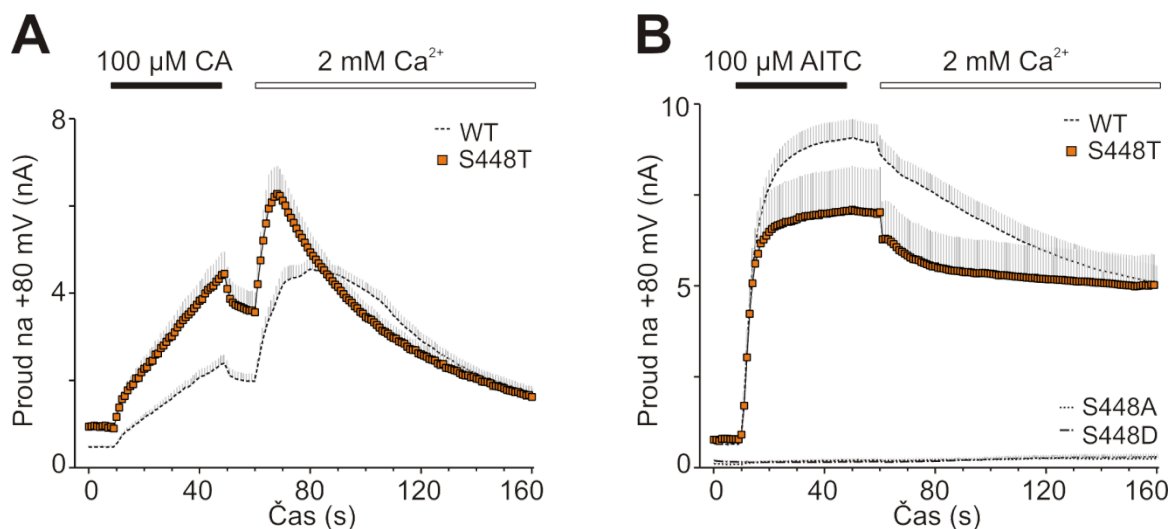 A
100 µM CA
2 mM Ca²⁺
8
4
0
Proud na +80 mV (nA)
WT
S448T
0
40
80
120
160
Čas (s)
B
100 µM AITC
2 mM Ca²⁺
10
5
0
Proud na +80 mV (nA)
WT
S448T
S448A
S448D
0
40
80
120
160
Čas (s)